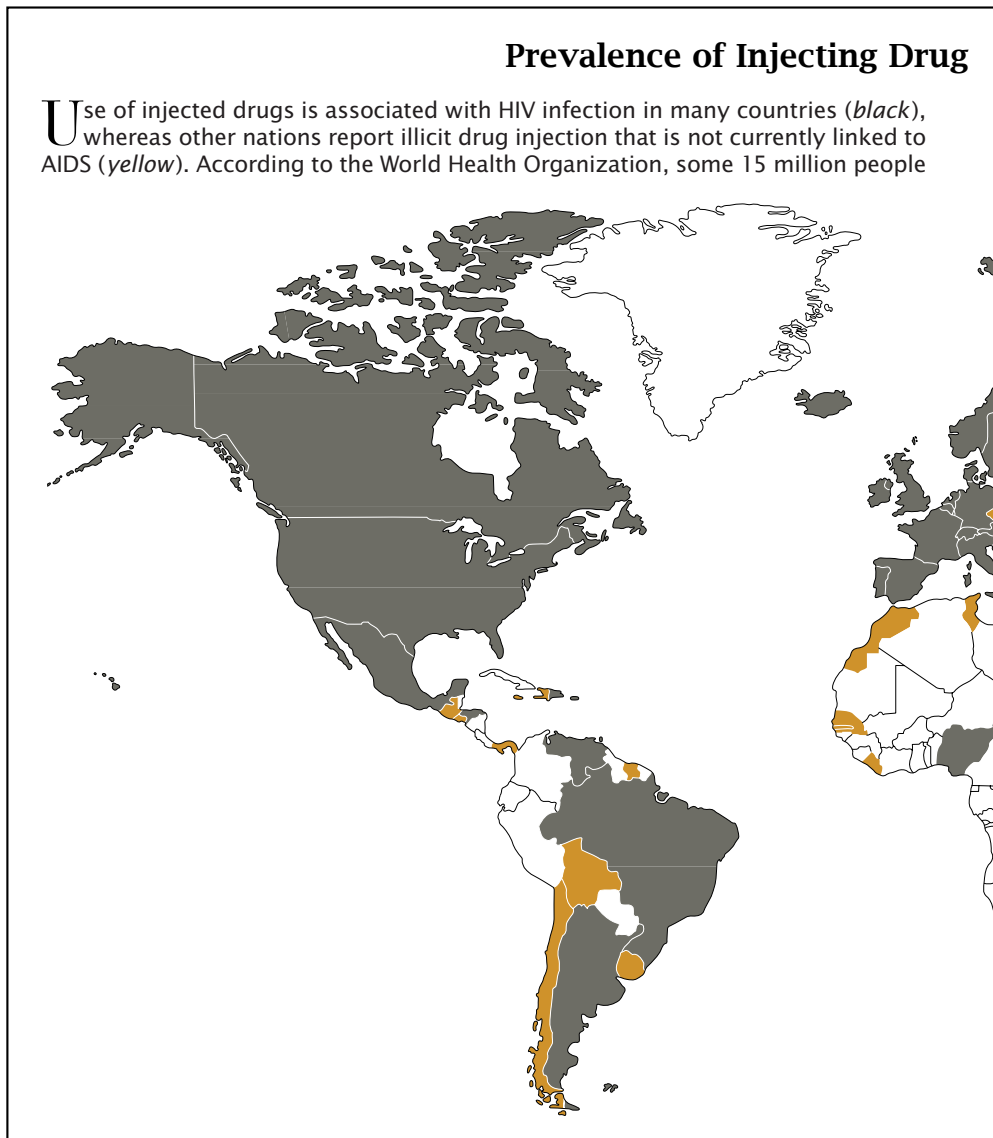 Prevalence of Injecting Drug
Use of injected drugs is associated with HIV infection in many countries (black),
whereas other nations report illicit drug injection that is not currently linked to
AIDS (yellow). According to the World Health Organization, some 15 million people